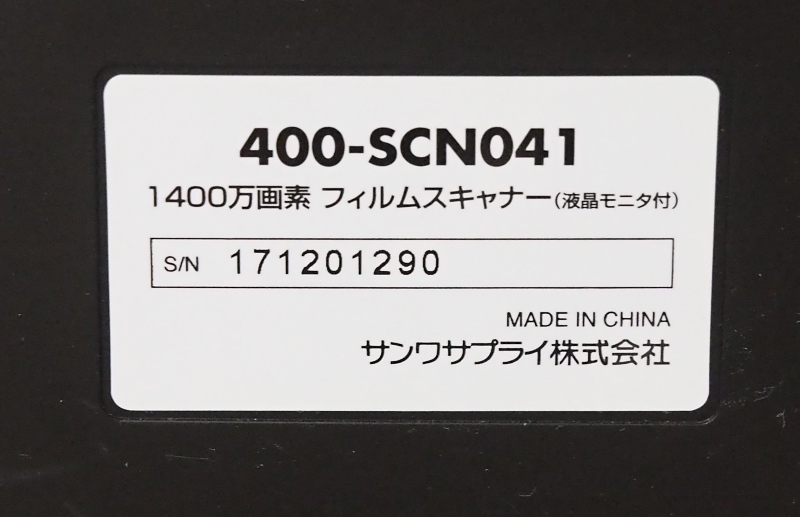 400-SCN041
1400万画素 フィルムスキャナー(液晶モニタ付)
S/N 171201290
MADE IN CHINA
サンワサプライ株式会社